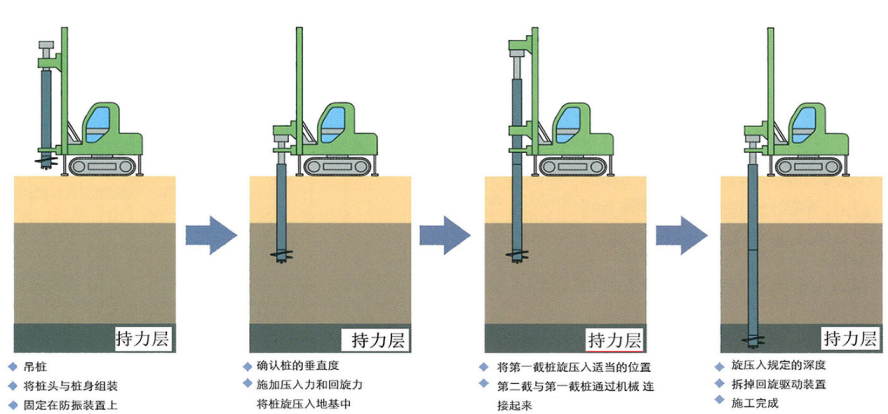 持力层
持力层
持力层
持力层
吊桩
将桩头与桩身组装
固定在防振装置上
确认桩的垂直度
施加压入力和回旋力
将桩旋压入地基中
将第一截桩旋压入适当的位置
第二截与第一截桩通过机械 连
接起来
旋压入规定的深度
拆掉回旋驱动装置
施工完成